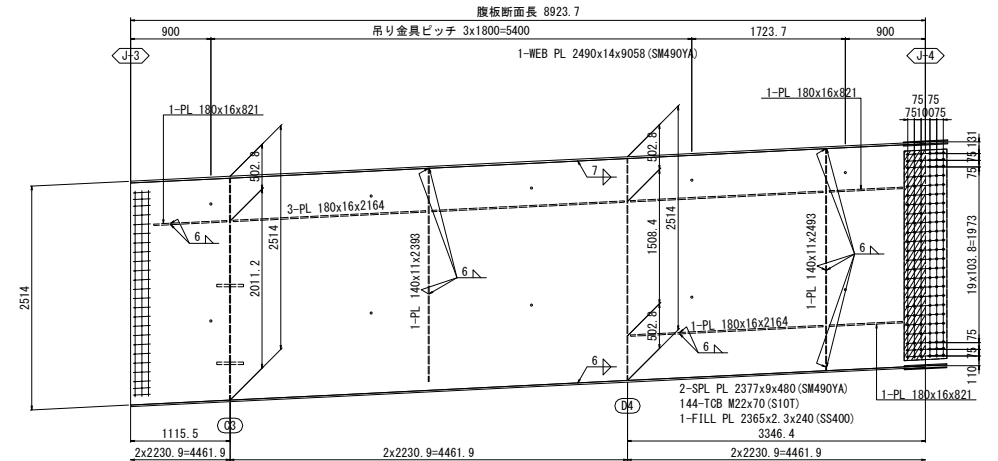 腹板断面長 8923.7
900
吊り金具ピッチ 3x1800=5400
1723.7
900
J-3
J-4
1-WEB PL 2490x14x9058(SM490YA)
75 75
7510075
1-PL 180x16x821
1-PL 180x16x821
131
75
75
502.8
502.8
7
3-PL 180x16x2164
6
2514
2514
2011.2
1-PL 140x11x2393
6
1508.4
2514
1-PL 140x11x2493
6
19x103.8=1973
502.8
1-PL 180x16x2164
6
6
75
75
110
2-SPL PL 2377x9x480(SM490YA)
144-TCB M22x70(S10T)
1-FILL PL 2365x2.3x240(SS400)
1-PL 180x16x821
C3
D4
1115.5
3346.4
2x2230.9=4461.9
2x2230.9=4461.9
2x2230.9=4461.9